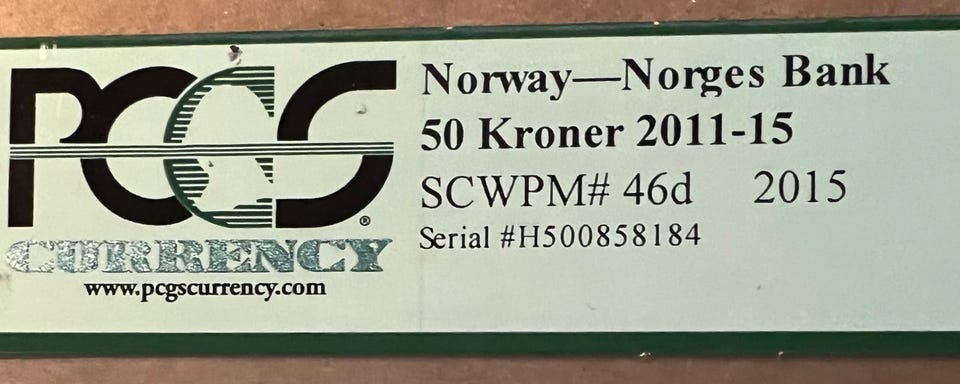 PCGS®
CURRENCY
www.pcgscurrency.com
Norway—Norges Bank
50 Kroner 2011-15
SCWPM# 46d 2015
Serial #H500858184